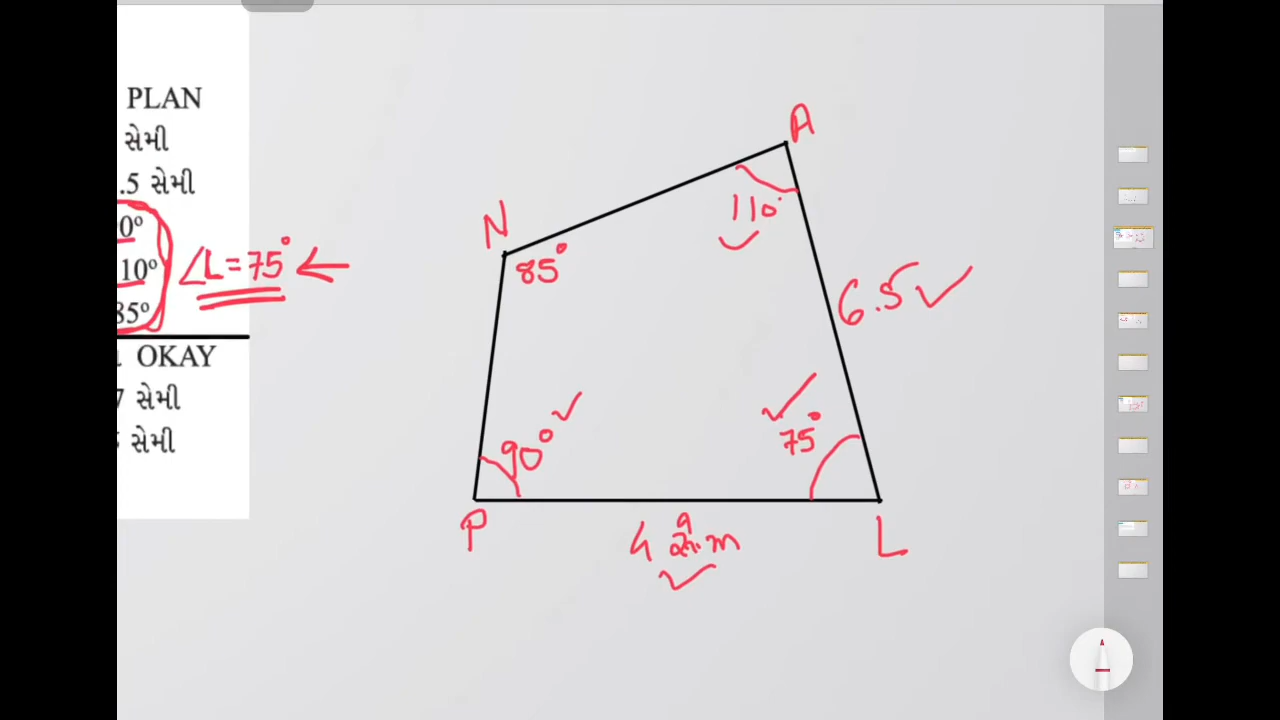 PLAN
સેમી
.5 સેમી
0°
10°
85°
∠L = 75° ←
OKAY
7 સેમી
સેમી
N
A
110°
85°
6.5
90°
75°
P
4 સેમી
L